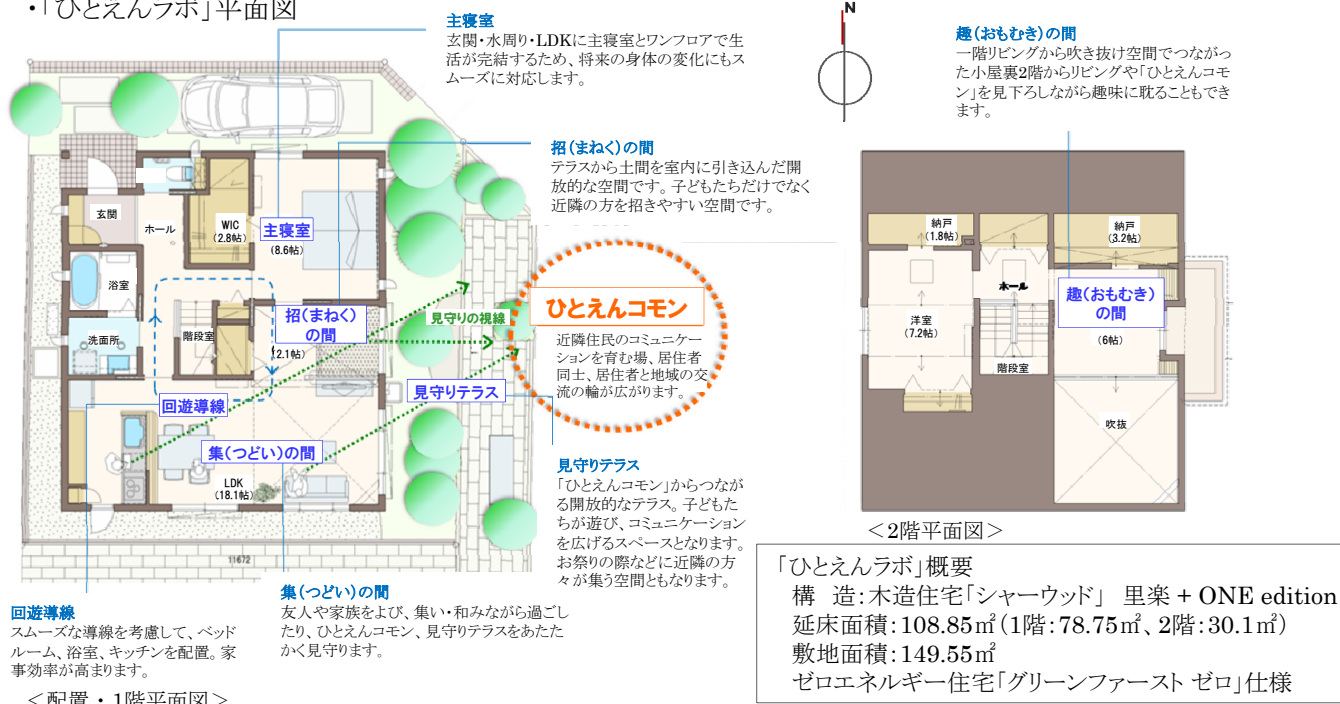 ・「ひとえんラボ」平面図
主寝室
玄関・水周り・LDKに主寝室とワンフロアで生
活が完結するため、将来の身体の変化にもス
ムーズに対応します。
N
趣(おもむき)の間
一階リビングから吹き抜け空間でつながっ
た小屋裏2階からリビングや「ひとえんコモ
ン」を見下ろしながら趣味に耽ることもでき
ます。
招(まねく)の間
テラスから土間を室内に引き込んだ開
放的な空間です。子どもたちだけでなく
近隣の方を招きやすい空間です。
玄関
ホール
WIC
(2.8帖)
主寝室
(8.6帖)
浴室
洗面所
階段室
招(まねく)
の間
(2.1帖)
見守りの視線
回遊導線
見守りテラス
集(つどい)の間
LDK
(18.1帖)
11672
ひとえんコモン
近隣住民のコミュニケー
ションを育む場、居住者
同士、居住者と地域の交
流の輪が広がります。
見守りテラス
「ひとえんコモン」からつなが
る開放的なテラス。子どもた
ちが遊び、コミュニケーション
を広げるスペースとなります。
お祭りの際などに近隣の方
々が集う空間ともなります。
納戸
(1.8帖)
納戸
(3.2帖)
ホール
洋室
(7.2帖)
階段室
趣(おもむき)
の間
(6帖)
吹抜
<2階平面図>
回遊導線
スムーズな導線を考慮して、ベッド
ルーム、浴室、キッチンを配置。家
事効率が高まります。
集(つどい)の間
友人や家族をよび、集い・和みながら過ごし
たり、ひとえんコモン、見守りテラスをあたた
かく見守ります。
<配置・1階平面図>
「ひとえんラボ」概要
構 造:木造住宅「シャーウッド」 里楽 + ONE edition
延床面積:108.85㎡(1階:78.75㎡、2階:30.1㎡)
敷地面積:149.55㎡
ゼロエネルギー住宅「グリーンファースト ゼロ」仕様